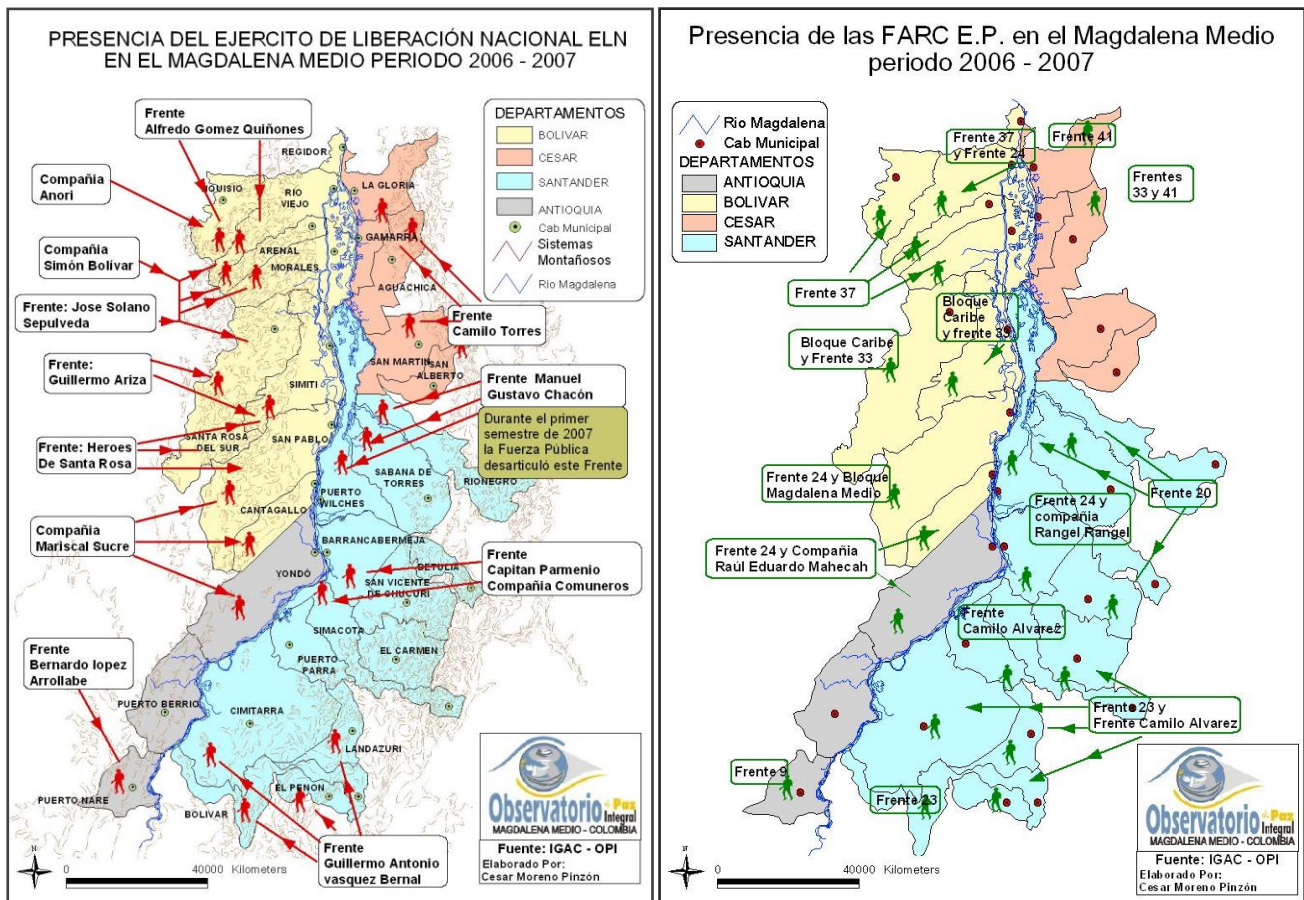 PRESENCIA DEL EJERCITO DE LIBERACIÓN NACIONAL ELN
EN EL MAGDALENA MEDIO PERIODO 2006 - 2007
Frente
Alfredo Gomez Quiñones
DEPARTAMENTOS
BOLIVAR
CESAR
SANTANDER
ANTIOQUIA
Cab Municipal
Sistemas
Montañosos
Rio Magdalena
REGIDOR
Compañía
Anori
RIO
VIEJO
LA GLORIA
ARENAL
GAMARRA
MORALES
Compañía
Simón Bolívar
AGUACHICA
Frente: Jose Solano
Sepulveda
Frente
Camilo Torres
SAN MARTIN
SAN
ALBERTO
Frente:
Guillermo Ariza
SIMITI
Frente Manuel
Gustavo Chacón
Durante el primer
semestre de 2007
la Fuerza Pública
desarticuló este Frente
SANTA ROSA
DEL SUR
SAN PABLO
Frente: Heroes
De Santa Rosa
SABANA DE
TORRES
RIONEGRO
PUERTO
WILCHES
CANTAGALLO
Compañía
Mariscal Sucre
BARRANCABERMEJA
Frente
Capitan Parmenio
Compañía Comuneros
YONDÓ
SAN VICENTE
DE CHUCURI
SIMACOTA
EL CARMEN
PUERTO
PARRA
Frente
Bernardo lopez
Arrollabe
PUERTO BERRIO
CIMITARRA
LANDAZURI
PUERTO NARE
EL PEÑON
BOLIVAR
Frente
Guillermo Antonio
vasquez Bernal
Observatorio de Paz
Integral
MAGDALENA MEDIO - COLOMBIA
Fuente: IGAC - OPI
Elaborado Por:
Cesar Moreno Pinzón
N
0 40000 Kilometers
Presencia de las FARC E.P. en el Magdalena Medio
periodo 2006 - 2007
Rio Magdalena
Cab Municipal
DEPARTAMENTOS
ANTIOQUIA
BOLIVAR
CESAR
SANTANDER
Frente 37
y Frente 24
Frente 41
Frentes
33 y 41
Frente 37
Bloque
Caribe
y frente 33
Bloque Caribe
y Frente 33
Frente 24 y Bloque
Magdalena Medio
Frente 24 y
compañia
Rangel Rangel
Frente 20
Frente 24 y Compañía
Raúl Eduardo Mahecah
Frente
Camilo Alvarez
Frente 23 y
Frente Camilo Alvarez
Frente 9
Frente 23
Observatorio de Paz
Integral
MAGDALENA MEDIO - COLOMBIA
Fuente: IGAC - OPI
Elaborado Por:
Cesar Moreno Pinzón
N
0 40000 Kilometers